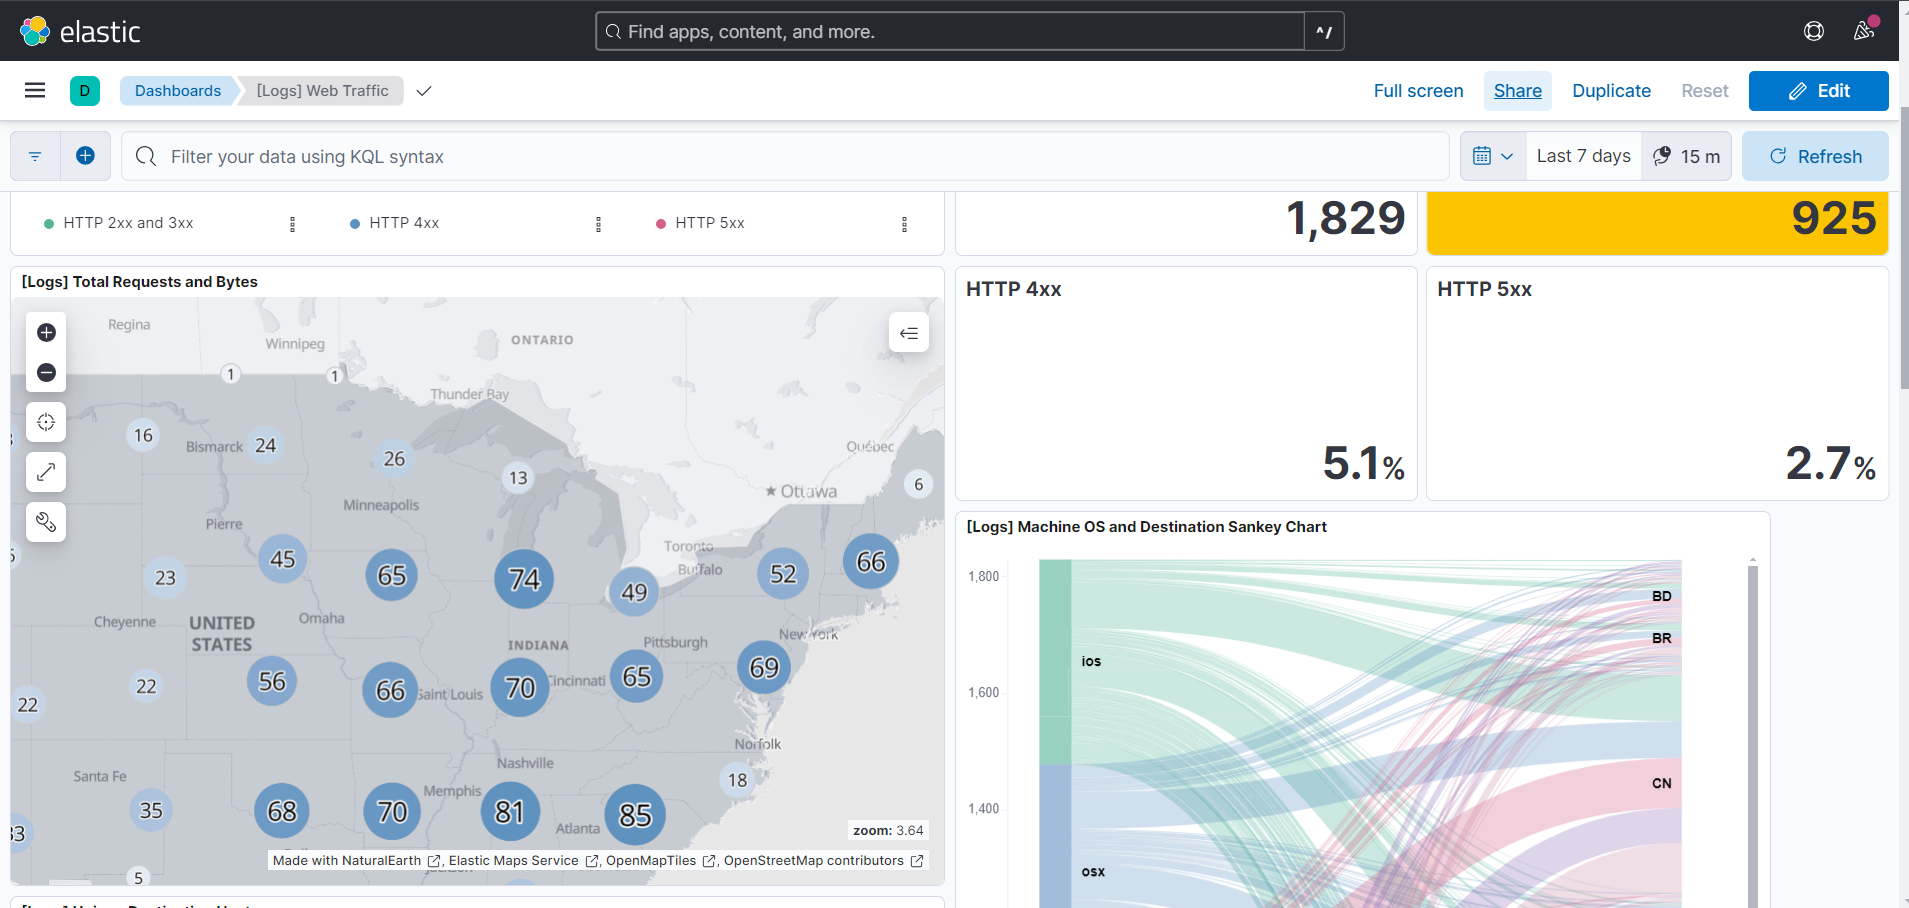 elastic
Find apps, content, and more.
^/
D
Dashboards
[Logs] Web Traffic
Full screen
Share
Duplicate
Reset
Edit
Filter your data using KQL syntax
Last 7 days
15 m
Refresh
HTTP 2xx and 3xx
HTTP 4xx
HTTP 5xx
1,829
925
[Logs] Total Requests and Bytes
Regina
Winnipeg
ONTARIO
1
1
Thunder Bay
16
Bismarck
24
26
13
Québec
6
Ottawa
Minneapolis
Pierre
45
65
74
Toronto
Buffalo
49
52
66
23
Cheyenne
UNITED
STATES
Omaha
INDIANA
Pittsburgh
New York
22
22
56
66
Saint Louis
70
Cincinnati
65
69
Norfolk
Nashville
Santa Fe
18
Memphis
35
68
70
81
Atlanta
85
5
zoom: 3.64
Made with NaturalEarth, Elastic Maps Service, OpenMapTiles, OpenStreetMap contributors
HTTP 4xx
5.1%
HTTP 5xx
2.7%
[Logs] Machine OS and Destination Sankey Chart
1,800
1,600
1,400
ios
osx
BD
BR
CN